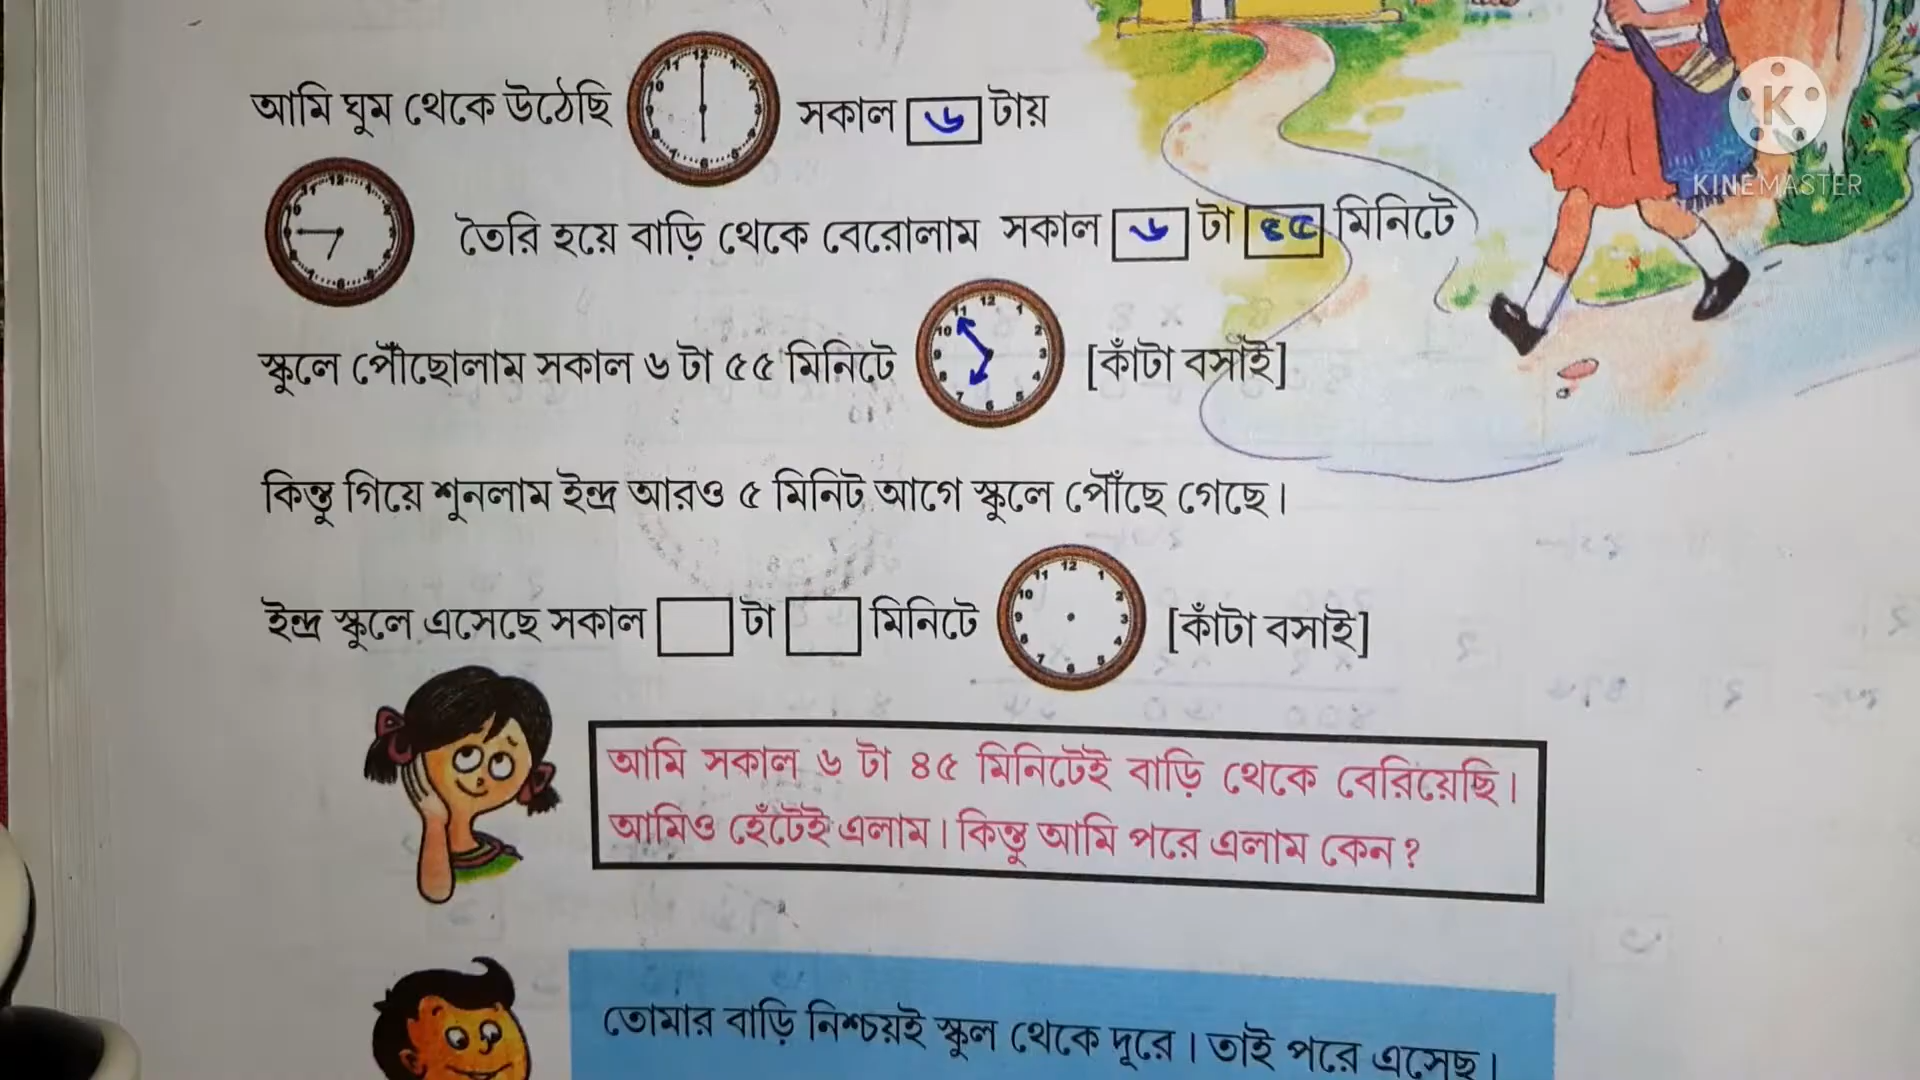 আমি ঘুম থেকে উঠেছি সকাল ৬ টায়
তৈরি হয়ে বাড়ি থেকে বেরোলাম সকাল ৬ টা ৪৫ মিনিটে
স্কুলে পৌঁছোলাম সকাল ৬ টা ৫৫ মিনিটে [কাঁটা বসাই]
কিন্তু গিয়ে শুনলাম ইন্দ্র আরও ৫ মিনিট আগে স্কুলে পৌঁছে গেছে।
ইন্দ্র স্কুলে এসেছে সকাল টা মিনিটে [কাঁটা বসাই]
আমি সকাল ৬ টা ৪৫ মিনিটেই বাড়ি থেকে বেরিয়েছি।
আমিও হেঁটেই এলাম। কিন্তু আমি পরে এলাম কেন?
তোমার বাড়ি নিশ্চয়ই স্কুল থেকে দূরে। তাই পরে এসেছ।
K
KINEMASTER